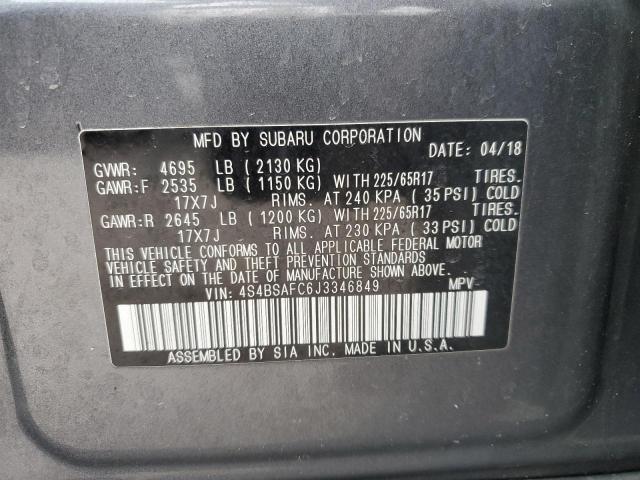 MFD BY SUBARU CORPORATION
DATE: 04/18
GVWR: 4695 LB ( 2130 KG)
GAWR:F 2535 LB ( 1150 KG) WITH 225/65R17 TIRES.
17X7J RIMS. AT 240 KPA ( 35 PSI) COLD
GAWR:R 2645 LB ( 1200 KG) WITH 225/65R17 TIRES.
17X7J RIMS. AT 230 KPA ( 33 PSI) COLD
THIS VEHICLE CONFORMS TO ALL APPLICABLE FEDERAL MOTOR
VEHICLE SAFETY AND THEFT PREVENTION STANDARDS
IN EFFECT ON THE DATE OF MANUFACTURE SHOWN ABOVE.
VIN: 4S4BSAFC6J3346849 MPV
ASSEMBLED BY SIA INC. MADE IN U.S.A.